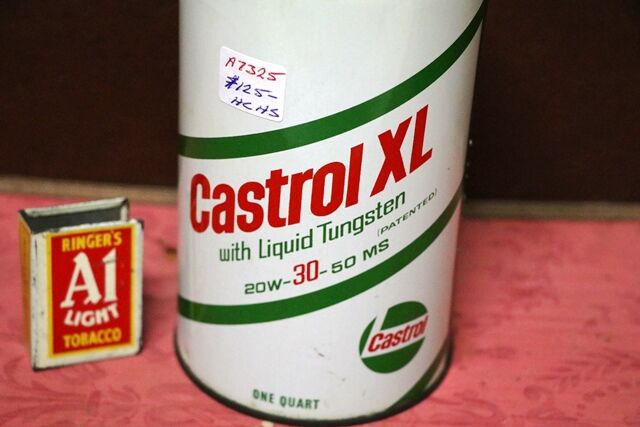 A7325
$125-
HCHS
Castrol XL
with Liquid Tungsten
(PATENTED)
20W-30-50 MS
Castrol
ONE QUART
RINGER'S
A1
LIGHT
TOBACCO